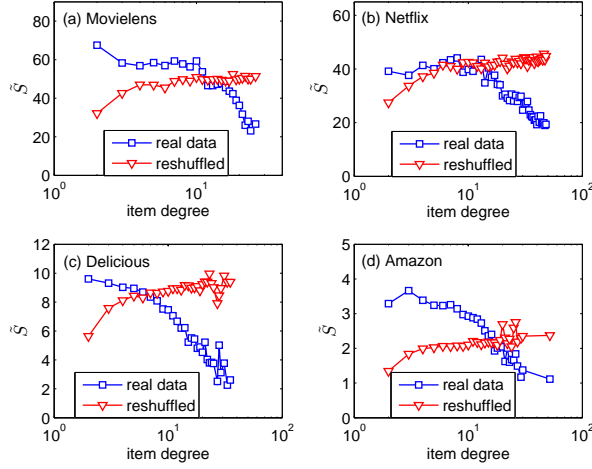 (a) Movielens
S̃
80
60
40
20
0
real data
reshuffled
10^0
10^1
item degree
(b) Netflix
S̃
60
40
20
0
real data
reshuffled
10^0
10^1
10^2
item degree
(c) Delicious
S̃
12
10
8
6
4
2
0
real data
reshuffled
10^0
10^1
10^2
item degree
(d) Amazon
S̃
5
4
3
2
1
0
real data
reshuffled
10^0
10^1
10^2
item degree